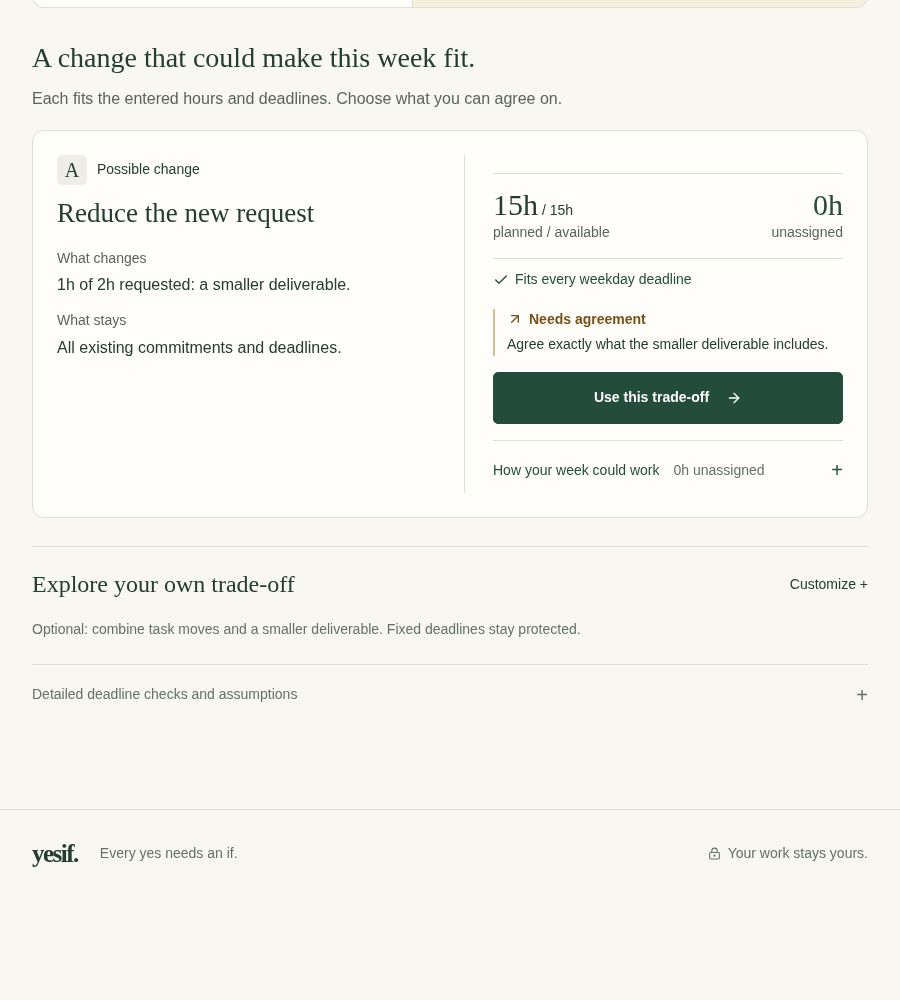 A change that could make this week fit.
Each fits the entered hours and deadlines. Choose what you can agree on.
A Possible change
Reduce the new request
What changes
1h of 2h requested: a smaller deliverable.
What stays
All existing commitments and deadlines.
15h / 15h 0h
planned / available unassigned
Fits every weekday deadline
Needs agreement
Agree exactly what the smaller deliverable includes.
Use this trade-off
How your week could work 0h unassigned +
Explore your own trade-off Customize +
Optional: combine task moves and a smaller deliverable. Fixed deadlines stay protected.
Detailed deadline checks and assumptions +
yesif. Every yes needs an if. Your work stays yours.